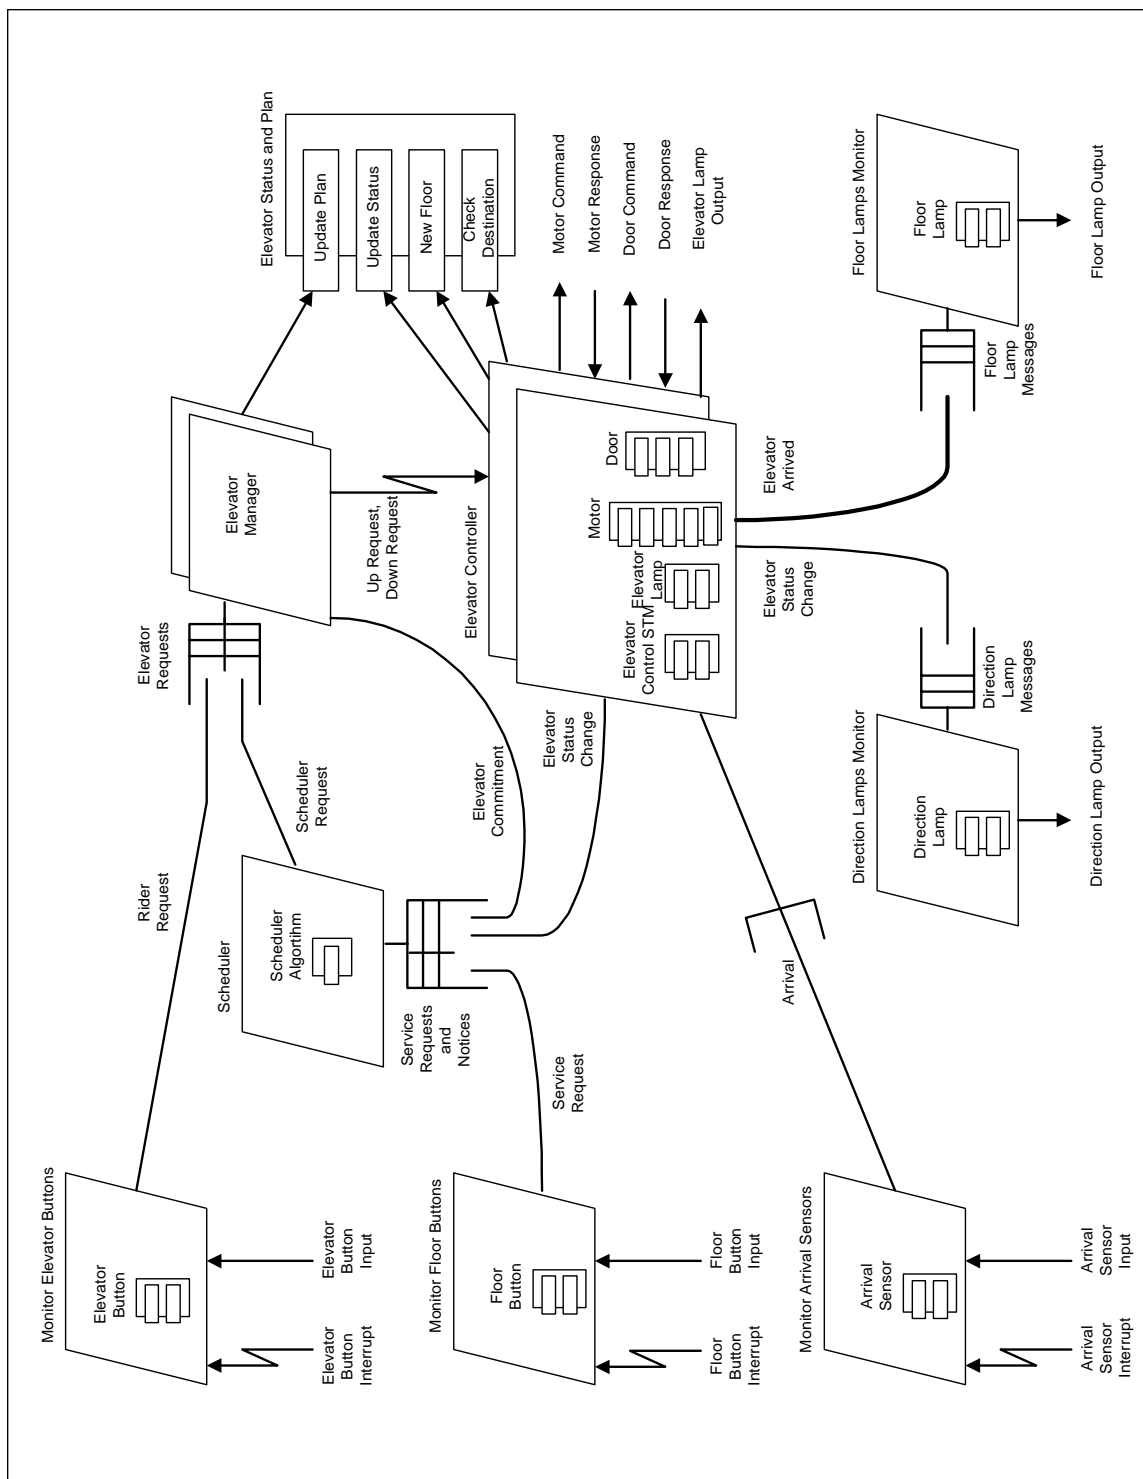 Monitor Elevator Buttons
Elevator
Button
Elevator
Button
Interrupt
Elevator
Button
Input
Rider
Request
Elevator
Requests
Scheduler
Scheduler
Algortihm
Scheduler
Request
Service
Requests
and
Notices
Elevator
Manager
Elevator Status and Plan
Update Plan
Update Status
New Floor
Check
Destination
Up Request,
Down Request
Elevator
Commitment
Elevator
Status
Change
Monitor Floor Buttons
Floor
Button
Floor
Button
Interrupt
Floor
Button
Input
Service
Request
Elevator Controller
Elevator
Control STM
Elevator
Lamp
Motor
Door
Motor Command
Motor Response
Door Command
Door Response
Elevator Lamp
Output
Elevator
Status
Change
Elevator
Arrived
Monitor Arrival Sensors
Arrival
Sensor
Arrival
Sensor
Interrupt
Arrival
Sensor
Input
Arrival
Direction Lamps Monitor
Direction
Lamp
Direction
Lamp
Messages
Direction Lamp Output
Floor Lamps Monitor
Floor
Lamp
Floor
Lamp
Messages
Floor Lamp Output